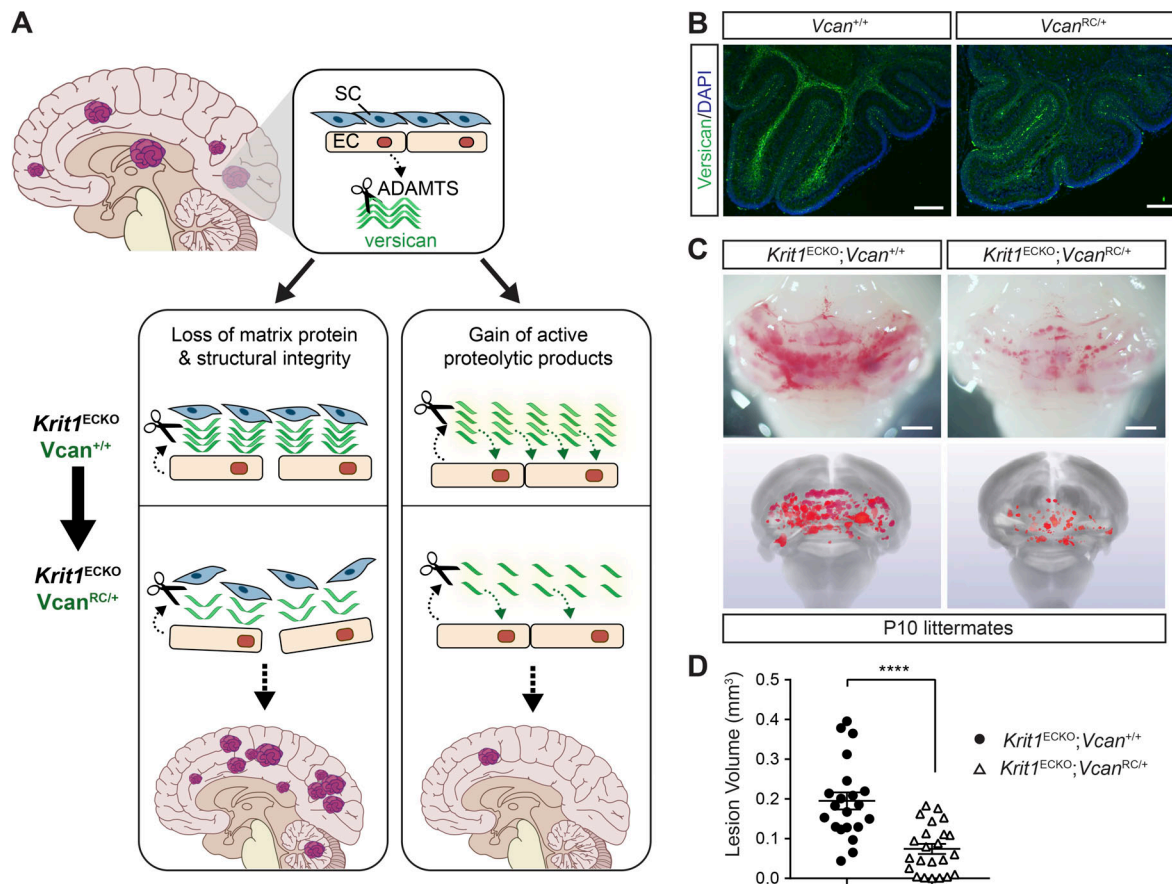 A
SC
EC
ADAMTS
versican
Loss of matrix protein
& structural integrity
Gain of active
proteolytic products
Krit1ᴱᶜᴷᴼ
Vcan⁺/⁺
Krit1ᴱᶜᴷᴼ
Vcanᴿᶜ/⁺
B
Vcan⁺/⁺
Vcanᴿᶜ/⁺
Versican/DAPI
C
Krit1ᴱᶜᴷᴼ;Vcan⁺/⁺
Krit1ᴱᶜᴷᴼ;Vcanᴿᶜ/⁺
P10 littermates
D
Lesion Volume (mm³)
0.5
0.4
0.3
0.2
0.1
0.0
****
Krit1ᴱᶜᴷᴼ;Vcan⁺/⁺
Krit1ᴱᶜᴷᴼ;Vcanᴿᶜ/⁺